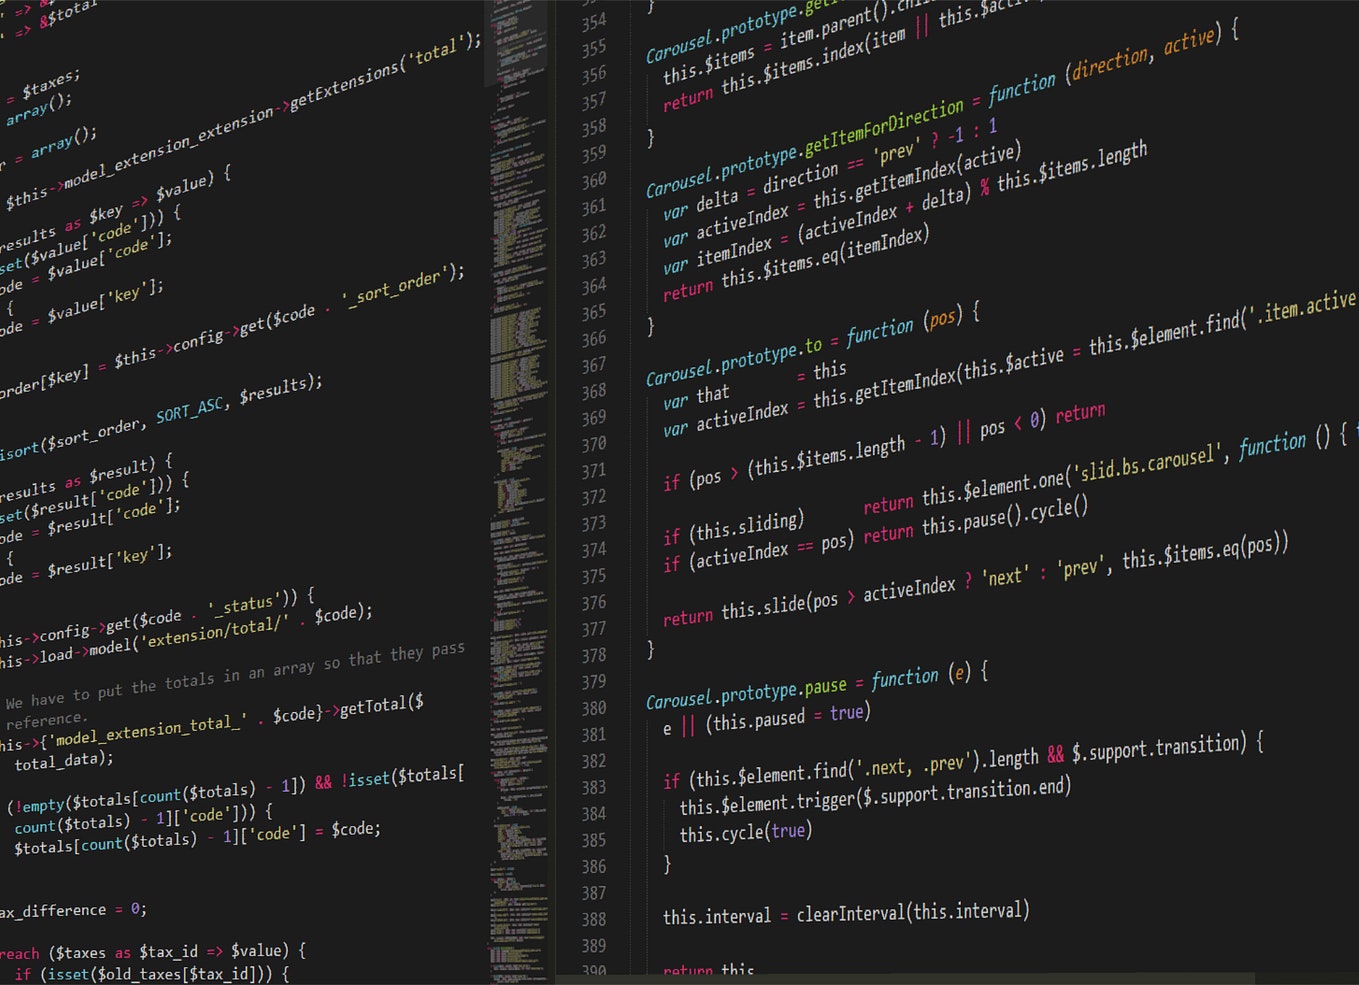 ' => &$total
= $taxes;
array();
= array();
$this->model_extension_extension->getExtensions('total');
results as $key => $value) {
set($value['code'])) {
ode = $value['code'];
{
ode = $value['key'];
order[$key] = $this->config->get($code . '_sort_order');
isort($sort_order, SORT_ASC, $results);
results as $result) {
set($result['code'])) {
ode = $result['code'];
{
ode = $result['key'];
his->config->get($code . '_status')) {
his->load->model('extension/total/' . $code);
We have to put the totals in an array so that they pass
reference.
his->{'model_extension_total_' . $code}->getTotal($
total_data);
(!empty($totals[count($totals) - 1]) && !isset($totals[
count($totals) - 1]['code'])) {
$totals[count($totals) - 1]['code'] = $code;
ax_difference = 0;
reach ($taxes as $tax_id => $value) {
if (isset($old_taxes[$tax_id])) {
}
354
355 Carousel.prototype.
356 this.$items = item.parent().
357 return this.$items.index(item || this.
358 }
359
360 Carousel.prototype.getItemForDirection = function (direction, active) {
361 var delta = direction == 'prev' ? -1 : 1
362 var activeIndex = this.getItemIndex(active)
363 var itemIndex = (activeIndex + delta) % this.$items.length
364 return this.$items.eq(itemIndex)
365 }
366
367 Carousel.prototype.to = function (pos) {
368 var that = this
369 var activeIndex = this.getItemIndex(this.$active = this.$element.find('.item.active
370
371 if (pos > (this.$items.length - 1) || pos < 0) return
372
373 if (this.sliding) return this.$element.one('slid.bs.carousel', function () {
374 if (activeIndex == pos) return this.pause().cycle()
375
376 return this.slide(pos > activeIndex ? 'next' : 'prev', this.$items.eq(pos))
377 }
378
379 Carousel.prototype.pause = function (e) {
380 e || (this.paused = true)
381
382 if (this.$element.find('.next, .prev').length && $.support.transition) {
383 this.$element.trigger($.support.transition.end)
384 this.cycle(true)
385 }
386
387 this.interval = clearInterval(this.interval)
388
389 return this
390